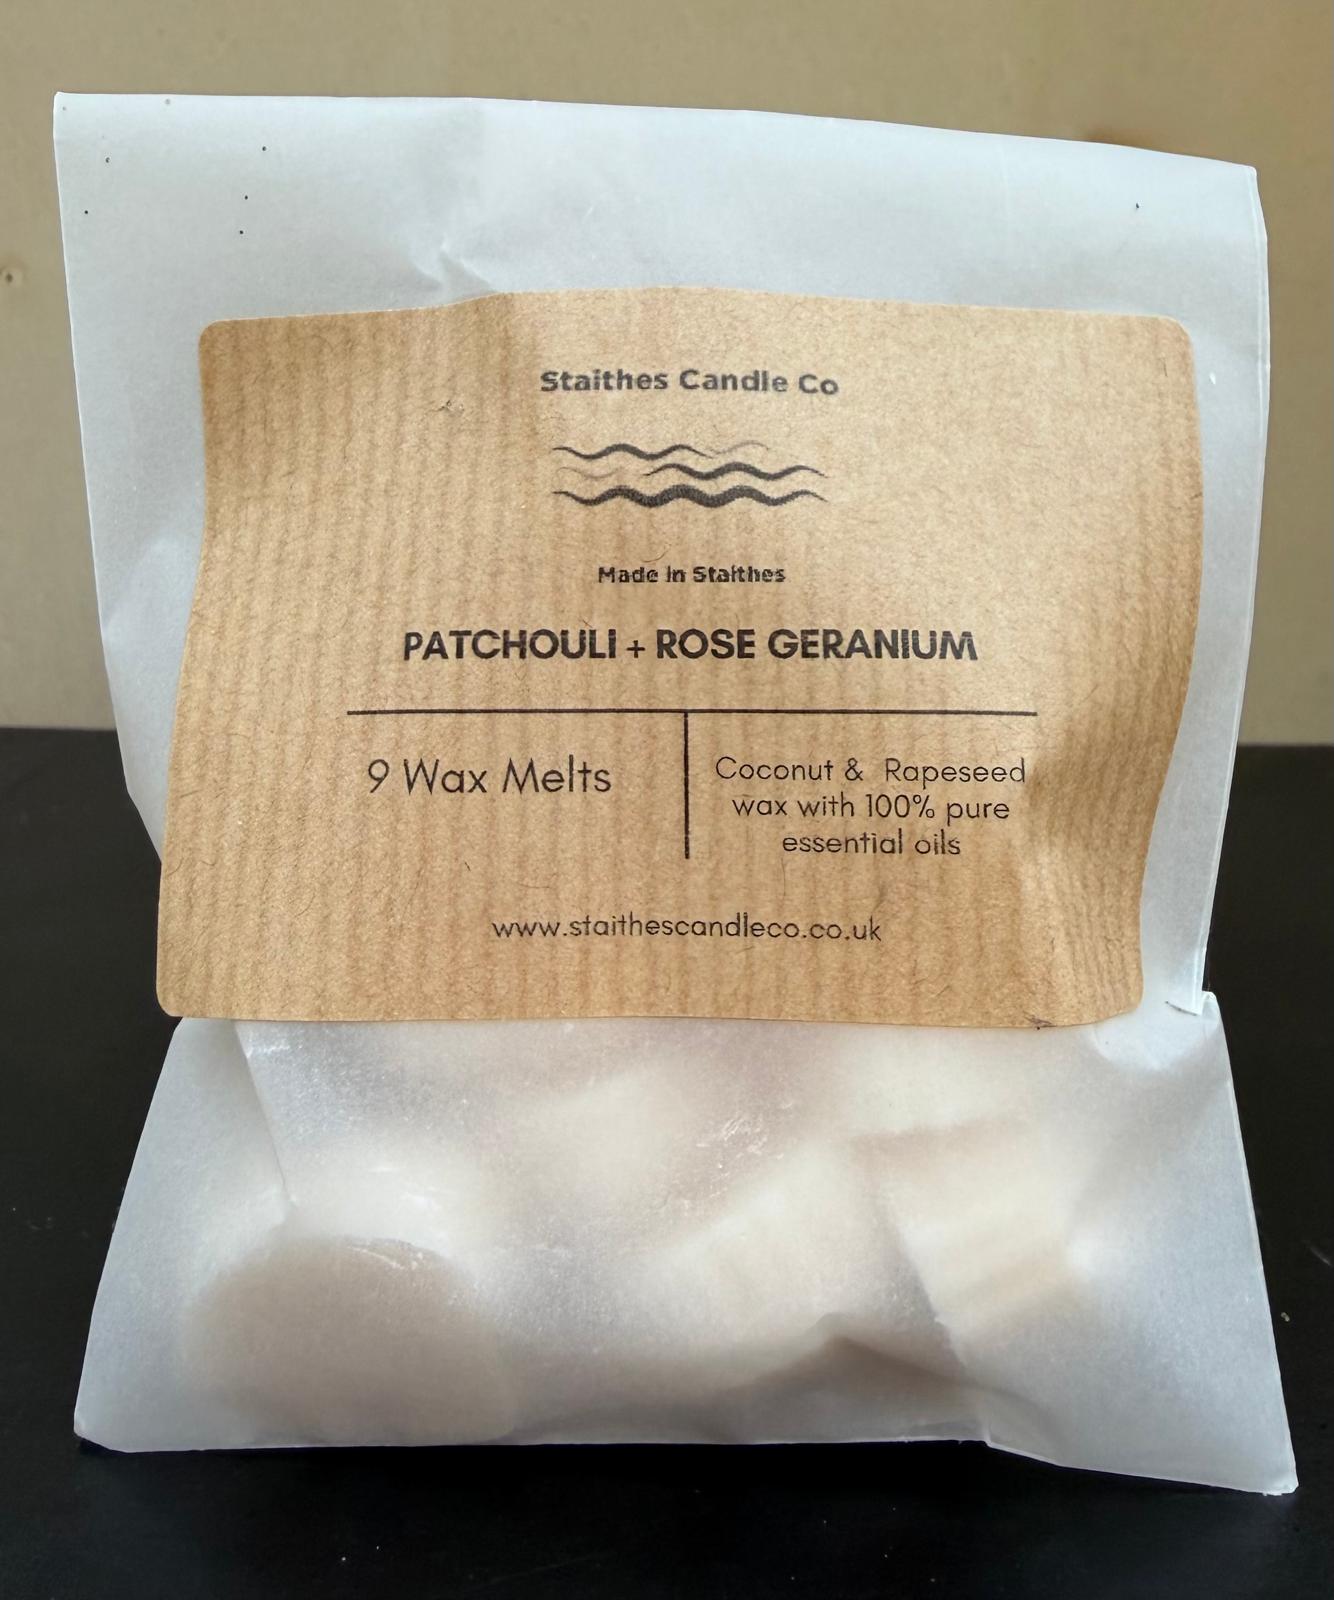 Staithes Candle Co
Made in Staithes
PATCHOULI + ROSE GERANIUM
9 Wax Melts
Coconut & Rapeseed
wax with 100% pure
essential oils
www.staithescandleco.co.uk